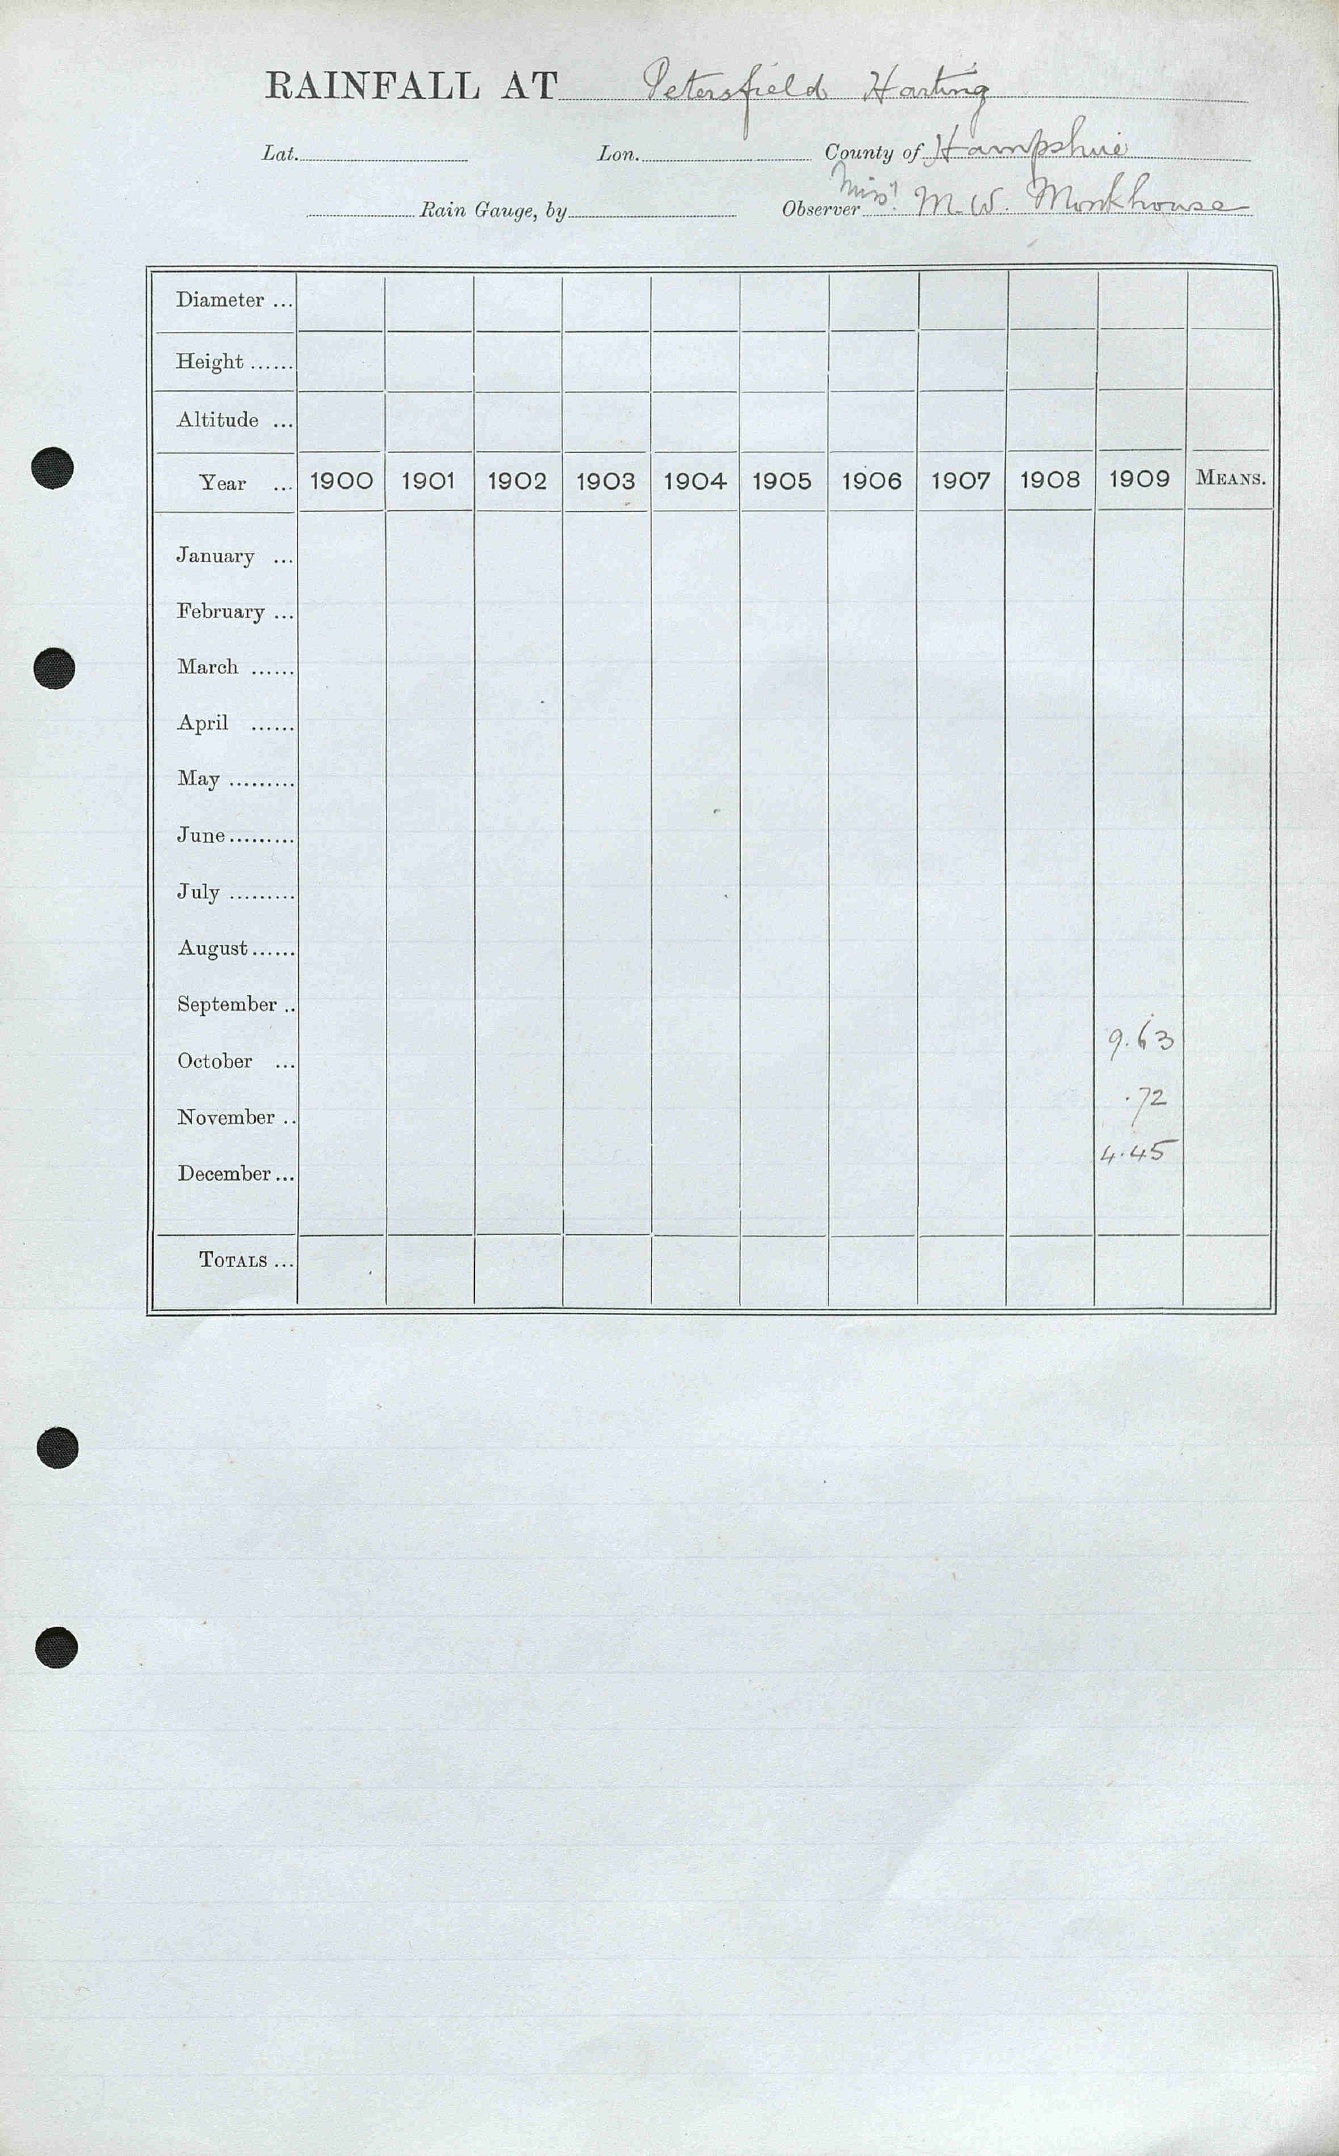 RAINFALL AT Petersfield Harting
Lat. Lon. County of Hampshire
Rain Gauge, by Observer Miss M. W. Monkhouse
Diameter ...
Height ......
Altitude ...
Year ... 1900 1901 1902 1903 1904 1905 1906 1907 1908 1909 MEANS.
January ...
February ...
March ......
April ......
May .........
June.........
July .........
August......
September ..
October ... 9.63
November .. .72
December... 4.45
TOTALS ...